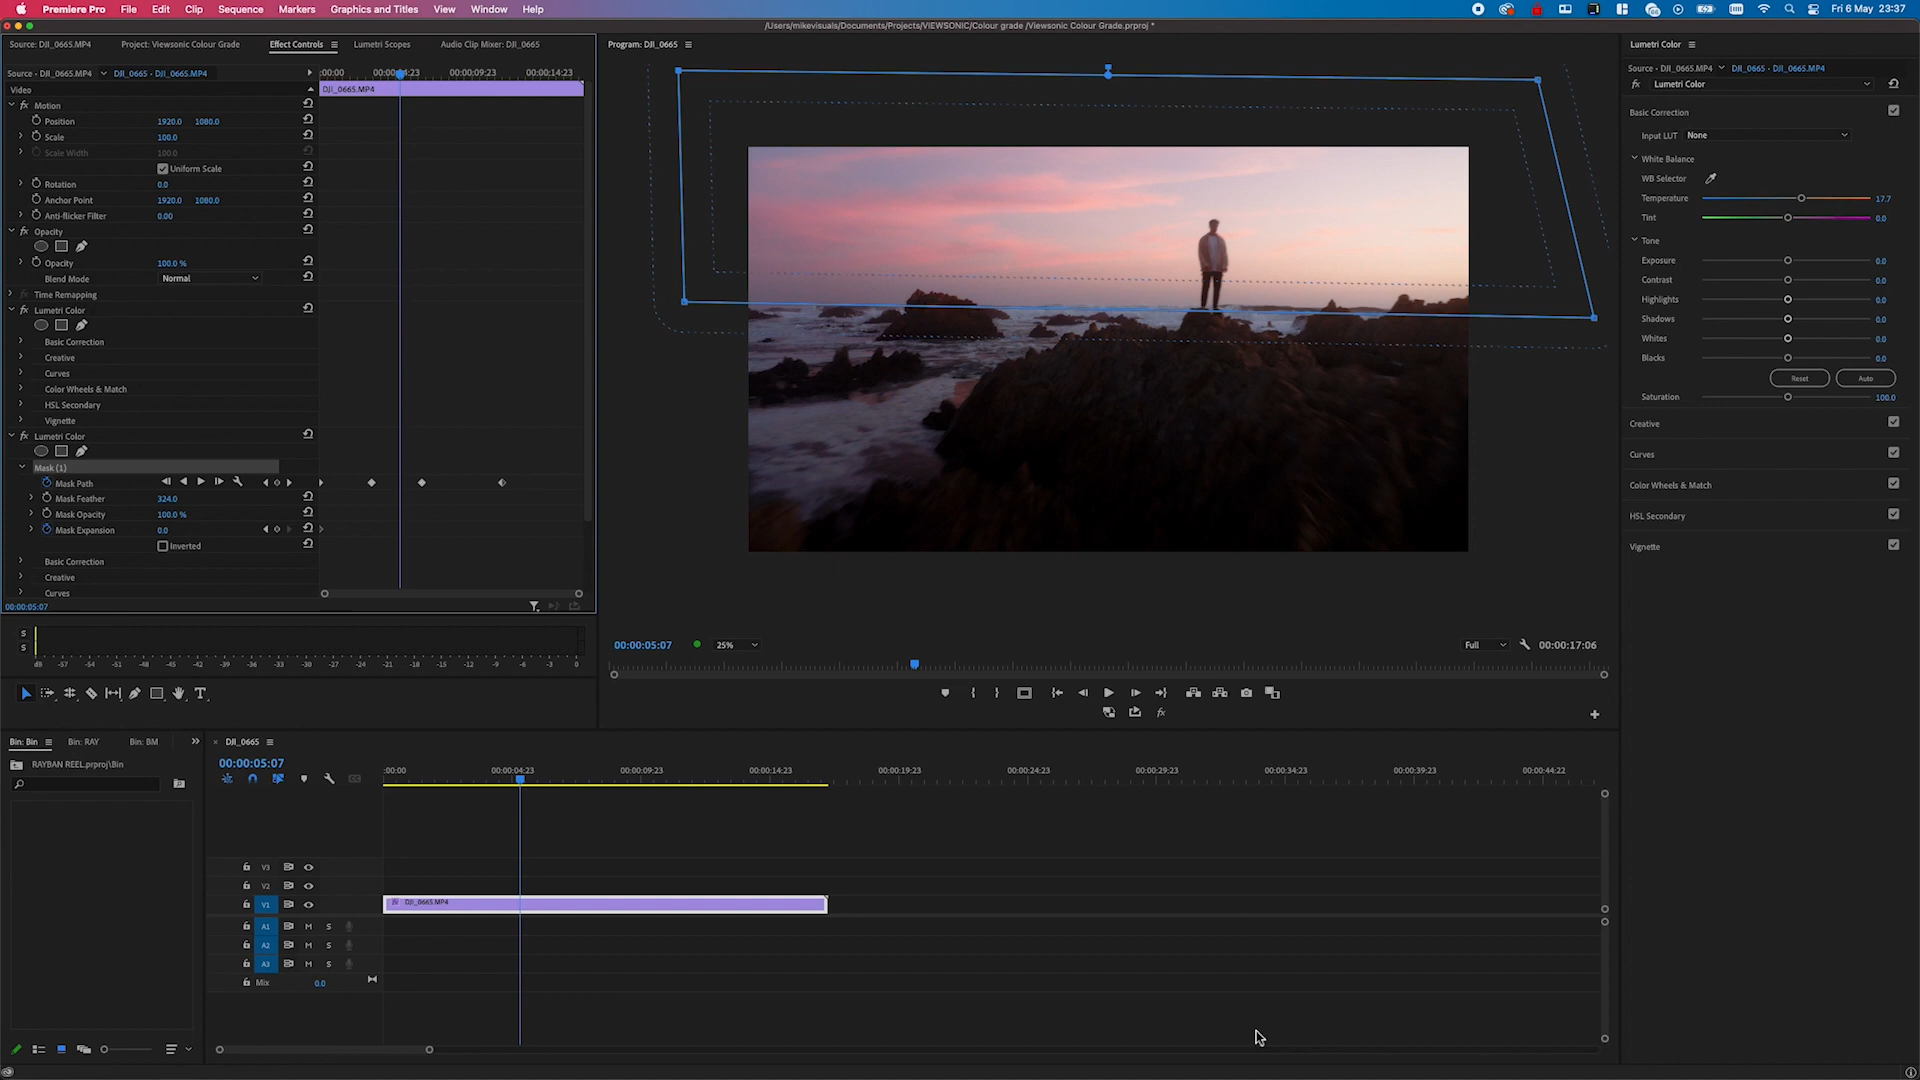 Premiere Pro File Edit Clip Sequence Markers Graphics and Titles View Window Help Fri 6 May 23:37
/Users/mikevisuals/Documents/Projects/VIEWSONIC/Colour grade /Viewsonic Colour Grade.prproj *
Source: DJI_0665.MP4 Project: Viewsonic Colour Grade Effect Controls Lumetri Scopes Audio Clip Mixer: DJI_0665
Source • DJI_0665.MP4 DJI_0665 • DJI_0665.MP4
:00:00 00:00:04:23 00:00:09:23 00:00:14:23
Video
DJI_0665.MP4
fx Motion
Position 1920.0 1080.0
Scale 100.0
Scale Width 100.0
Uniform Scale
Rotation 0.0
Anchor Point 1920.0 1080.0
Anti-flicker Filter 0.00
fx Opacity
Opacity 100.0 %
Blend Mode Normal
Time Remapping
fx Lumetri Color
Basic Correction
Creative
Curves
Color Wheels & Match
HSL Secondary
Vignette
fx Lumetri Color
Mask (1)
Mask Path
Mask Feather 324.0
Mask Opacity 100.0 %
Mask Expansion 0.0
Inverted
Basic Correction
Creative
Curves
00:00:05:07
S
S
-57 -54 -51 -48 -45 -42 -39 -36 -33 -30 -27 -24 -21 -18 -15 -12 -9 -6 -3 0
Program: DJI_0665
00:00:05:07 25% Full 00:00:17:06
fx
Lumetri Color
Source • DJI_0665.MP4 DJI_0665 • DJI_0665.MP4
fx Lumetri Color
Basic Correction
Input LUT None
White Balance
WB Selector
Temperature 17.7
Tint 0.0
Tone
Exposure 0.0
Contrast 0.0
Highlights 0.0
Shadows 0.0
Whites 0.0
Blacks 0.0
Reset Auto
Saturation 100.0
Creative
Curves
Color Wheels & Match
HSL Secondary
Vignette
Bin: Bin Bin: RAY Bin: BM
RAYBAN REEL.prproj\Bin
DJI_0665
00:00:05:07
:00:00 00:00:04:23 00:00:09:23 00:00:14:23 00:00:19:23 00:00:24:23 00:00:29:23 00:00:34:23 00:00:39:23 00:00:44:22
V3
V2
V1 fx DJI_0665.MP4
A1 M S
A2 M S
A3 M S
Mix 0.0